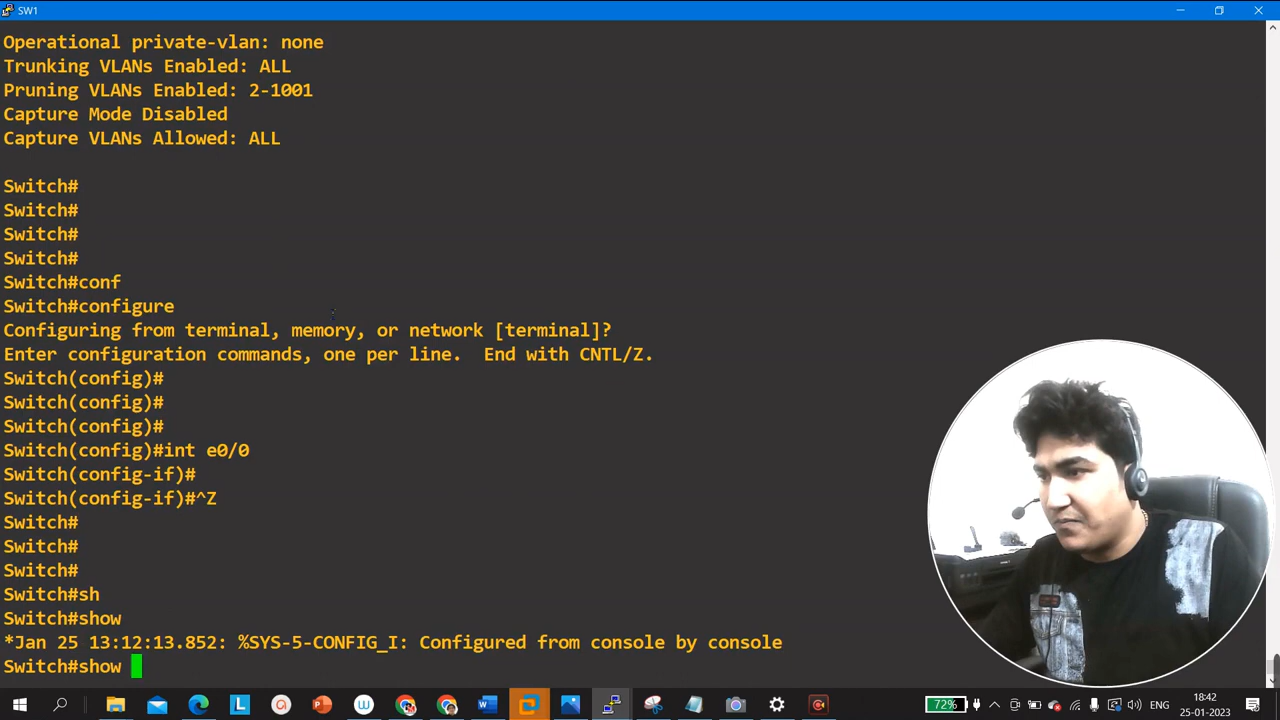 SW1
Operational private-vlan: none
Trunking VLANs Enabled: ALL
Pruning VLANs Enabled: 2-1001
Capture Mode Disabled
Capture VLANs Allowed: ALL
Switch#
Switch#
Switch#
Switch#
Switch#conf
Switch#configure
Configuring from terminal, memory, or network [terminal]?
Enter configuration commands, one per line.  End with CNTL/Z.
Switch(config)#
Switch(config)#
Switch(config)#
Switch(config)#int e0/0
Switch(config-if)#
Switch(config-if)#^Z
Switch#
Switch#
Switch#
Switch#sh
Switch#show
*Jan 25 13:12:13.852: %SYS-5-CONFIG_I: Configured from console by console
Switch#show
72%
ENG
18:42
25-01-2023